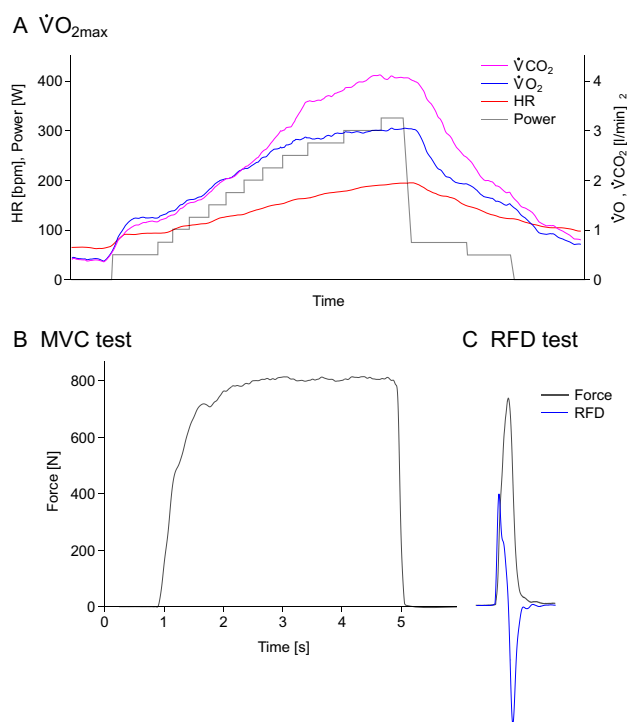 A V̇O₂max
V̇CO₂
V̇O₂
HR
Power
HR [bpm], Power [W]
400
300
200
100
0
4
3
2
1
0
V̇O , V̇CO₂ [l/min] ₂
Time
B MVC test
C RFD test
Force [N]
800
600
400
200
0
0 1 2 3 4 5
Time [s]
Force
RFD